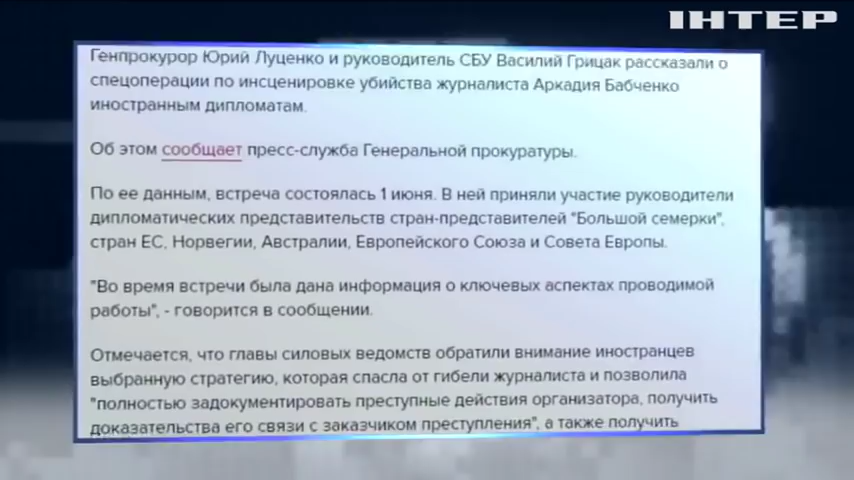 ІНТЕР
Генпрокурор Юрий Луценко и руководитель СБУ Василий Грицак рассказали о
спецоперации по инсценировке убийства журналиста Аркадия Бабченко
иностранным дипломатам.
Об этом сообщает пресс-служба Генеральной прокуратуры.
По ее данным, встреча состоялась 1 июня. В ней приняли участие руководители
дипломатических представительств стран-представителей "Большой семерки",
стран ЕС, Норвегии, Австралии, Европейского Союза и Совета Европы.
"Во время встречи была дана информация о ключевых аспектах проводимой
работы", - говорится в сообщении.
Отмечается, что главы силовых ведомств обратили внимание иностранцев
выбранную стратегию, которая спасла от гибели журналиста и позволила
"полностью задокументировать преступные действия организатора, получить
доказательства его связи с заказчиком преступления", а также получить